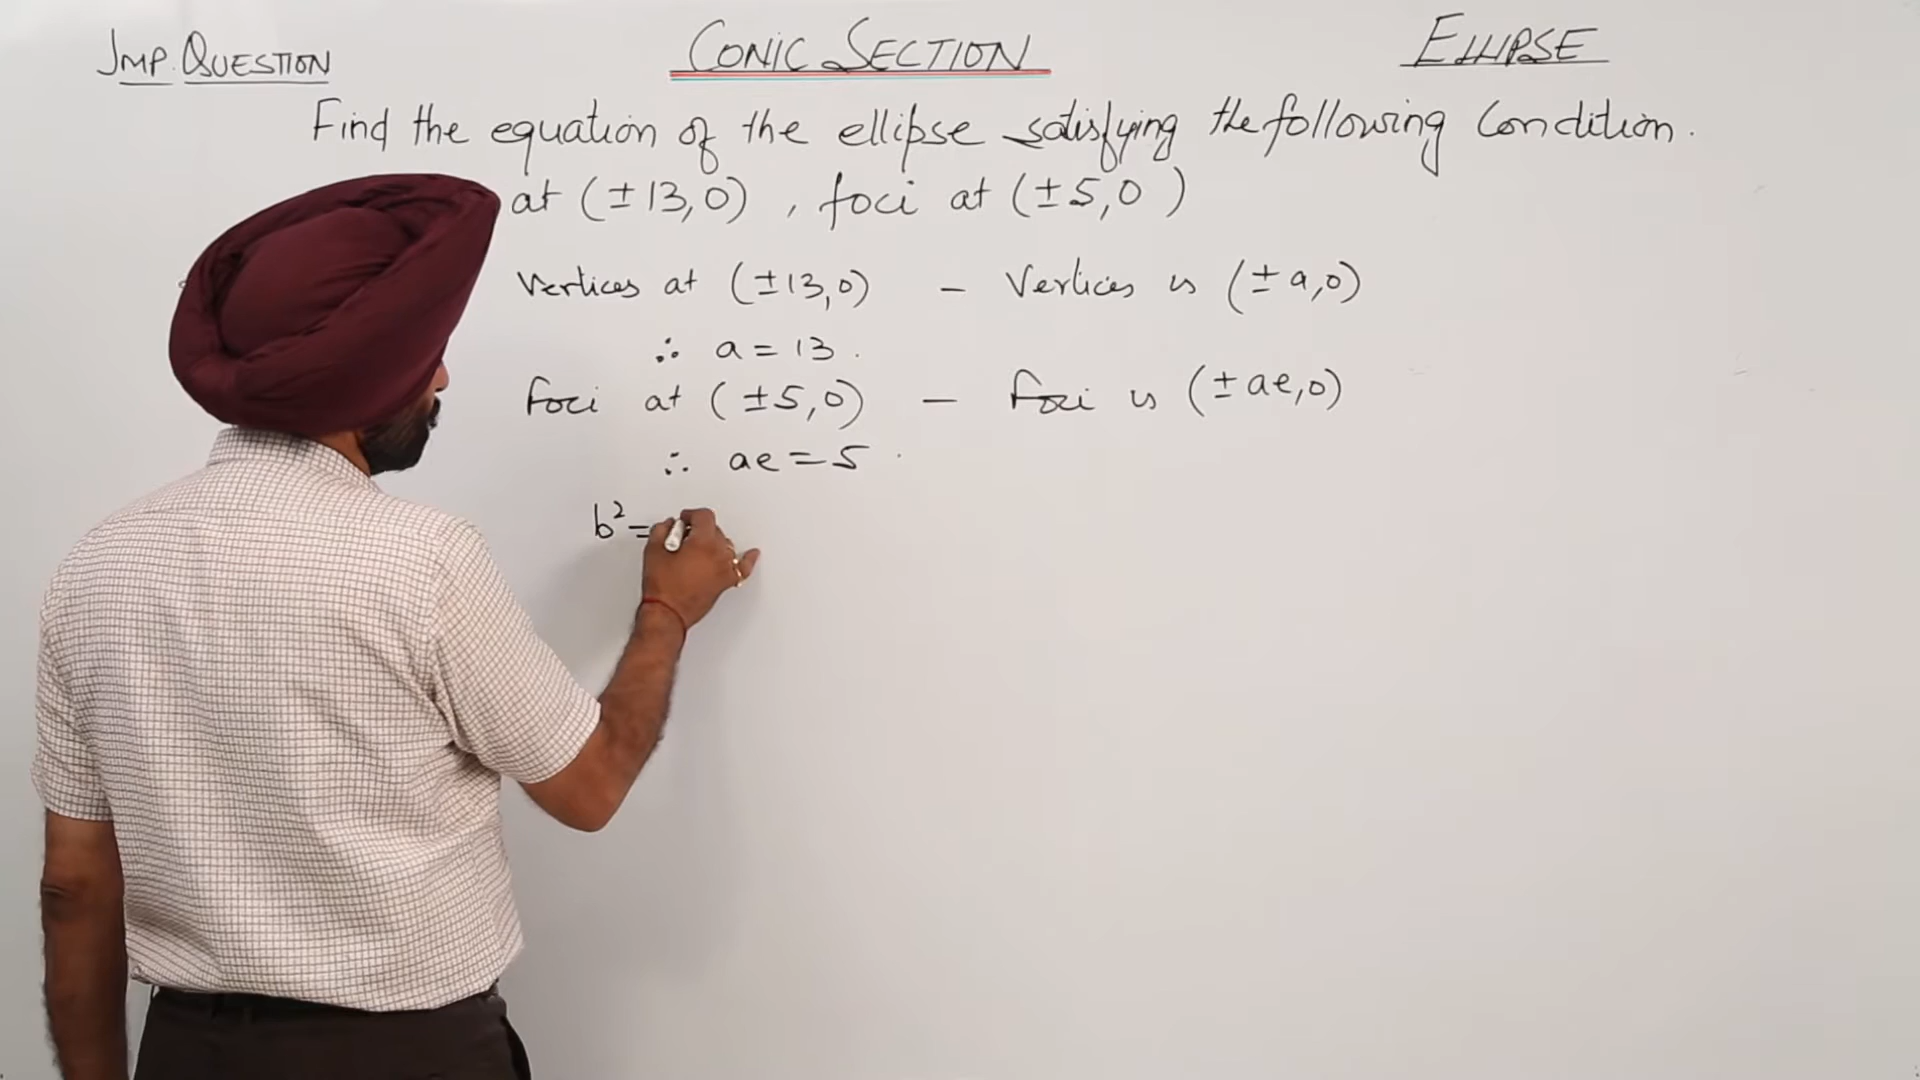 IMP. QUESTION
CONIC SECTION
ELLIPSE
Find the equation of the ellipse satisfying the following condition.
at (±13,0) , foci at (±5,0)
Vertices at (±13,0) – Vertices is (±a,0)
∴ a = 13.
foci at (±5,0) – foci is (±ae,0)
∴ ae = 5.
b² =